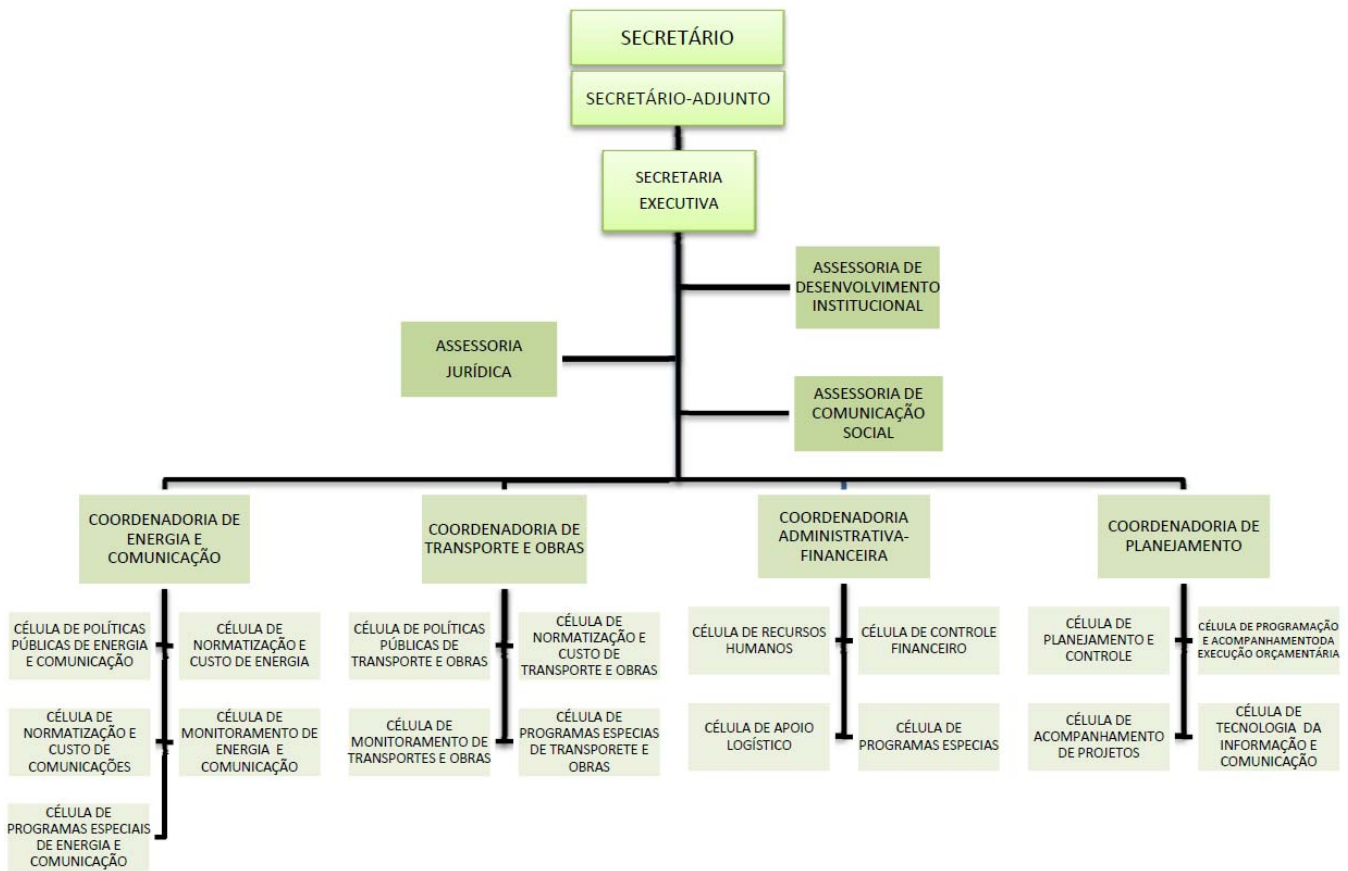 SECRETÁRIO
SECRETÁRIO-ADJUNTO
SECRETARIA
EXECUTIVA
ASSESSORIA DE
DESENVOLVIMENTO
INSTITUCIONAL
ASSESSORIA
JURÍDICA
ASSESSORIA DE
COMUNICAÇÃO
SOCIAL
COORDENADORIA DE
ENERGIA E
COMUNICAÇÃO
COORDENADORIA DE
TRANSPORTE E OBRAS
COORDENADORIA
ADMINISTRATIVA-
FINANCEIRA
COORDENADORIA DE
PLANEJAMENTO
CÉLULA DE POLÍTICAS
PÚBLICAS DE ENERGIA
E COMUNICAÇÃO
CÉLULA DE
NORMATIZAÇÃO E
CUSTO DE ENERGIA
CÉLULA DE POLÍTICAS
PÚBLICAS DE
TRANSPORTE E OBRAS
CÉLULA DE
NORMATIZAÇÃO E
CUSTO DE
TRANSPORTE E OBRAS
CÉLULA DE RECURSOS
HUMANOS
CÉLULA DE CONTROLE
FINANCEIRO
CÉLULA DE
PLANEJAMENTO E
CONTROLE
CÉLULA DE PROGRAMAÇÃO
E ACOMPANHAMENTODA
EXECUÇÃO ORÇAMENTÁRIA
CÉLULA DE
NORMATIZAÇÃO E
CUSTO DE
COMUNICAÇÕES
CÉLULA DE
MONITORAMENTO DE
ENERGIA E
COMUNICAÇÃO
CÉLULA DE
MONITORAMENTO DE
TRANSPORTES E OBRAS
CÉLULA DE
PROGRAMAS ESPECIAS
DE TRANSPORETE E
OBRAS
CÉLULA DE APOIO
LOGÍSTICO
CÉLULA DE
PROGRAMAS ESPECIAS
CÉLULA DE
ACOMPANHAMENTO
DE PROJETOS
CÉLULA DE
TECNOLOGIA DA
INFORMAÇÃO E
COMUNICAÇÃO
CÉLULA DE
PROGRAMAS ESPECIAIS
DE ENERGIA E
COMUNICAÇÃO